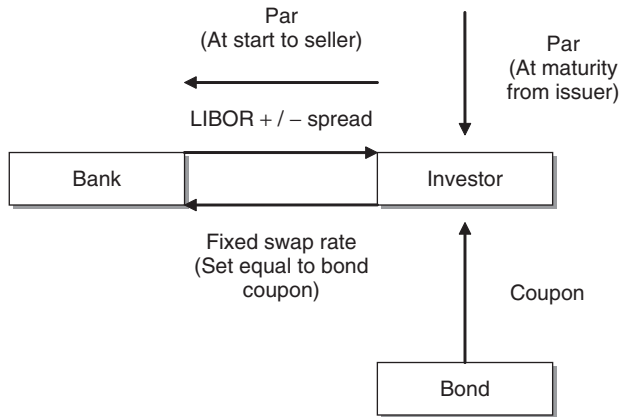 Par
(At start to seller)
Par
(At maturity
from issuer)
LIBOR + / – spread
Bank
Investor
Fixed swap rate
(Set equal to bond
coupon)
Coupon
Bond